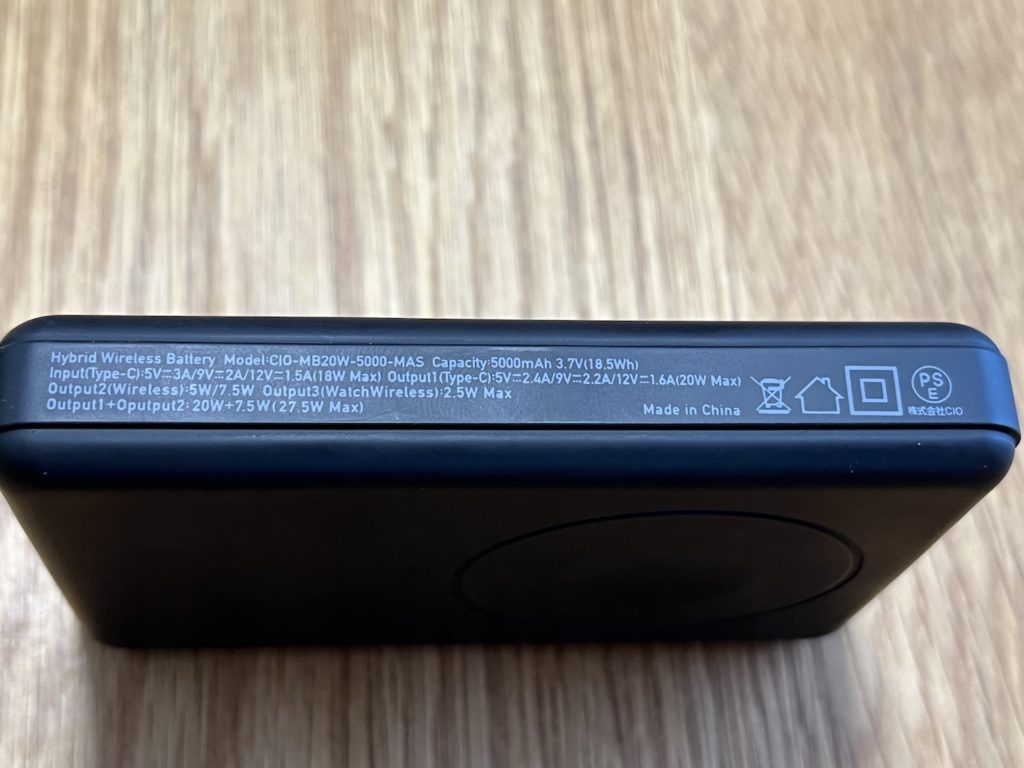 Hybrid Wireless Battery Model:CIO-MB20W-5000-MAS Capacity:5000mAh 3.7V(18.5Wh)
Input(Type-C):5V⎓3A/9V⎓2A/12V⎓1.5A(18W Max) Output1(Type-C):5V⎓2.4A/9V⎓2.2A/12V⎓1.6A(20W Max)
Output2(Wireless):5W/7.5W Output3(WatchWireless):2.5W Max
Output1+Oputput2: 20W+7.5W(27.5W Max)
Made in China
PS
E
株式会社CIO